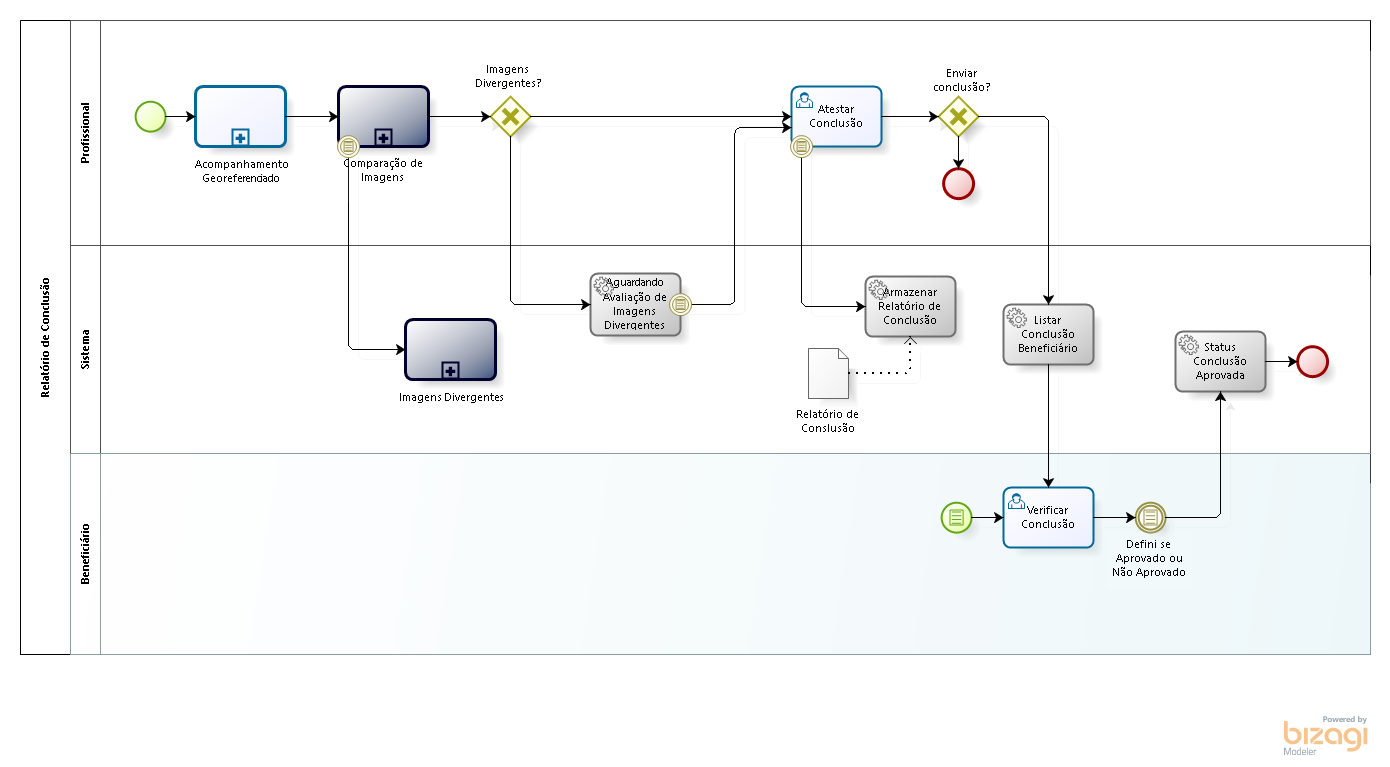 Relatório de Conclusão
Profissional
Sistema
Beneficiário
Acompanhamento
Georeferenciado
Comparação de
Imagens
Imagens
Divergentes?
Atestar
Conclusão
Enviar
conclusão?
Imagens Divergentes
Aguardando
Avaliação de
Imagens
Divergentes
Armazenar
Relatório de
Conclusão
Relatório de
Conslusão
Listar
Conclusão
Beneficiário
Status
Conclusão
Aprovada
Verificar
Conclusão
Defini se
Aprovado ou
Não Aprovado
Powered by
bizagi
Modeler